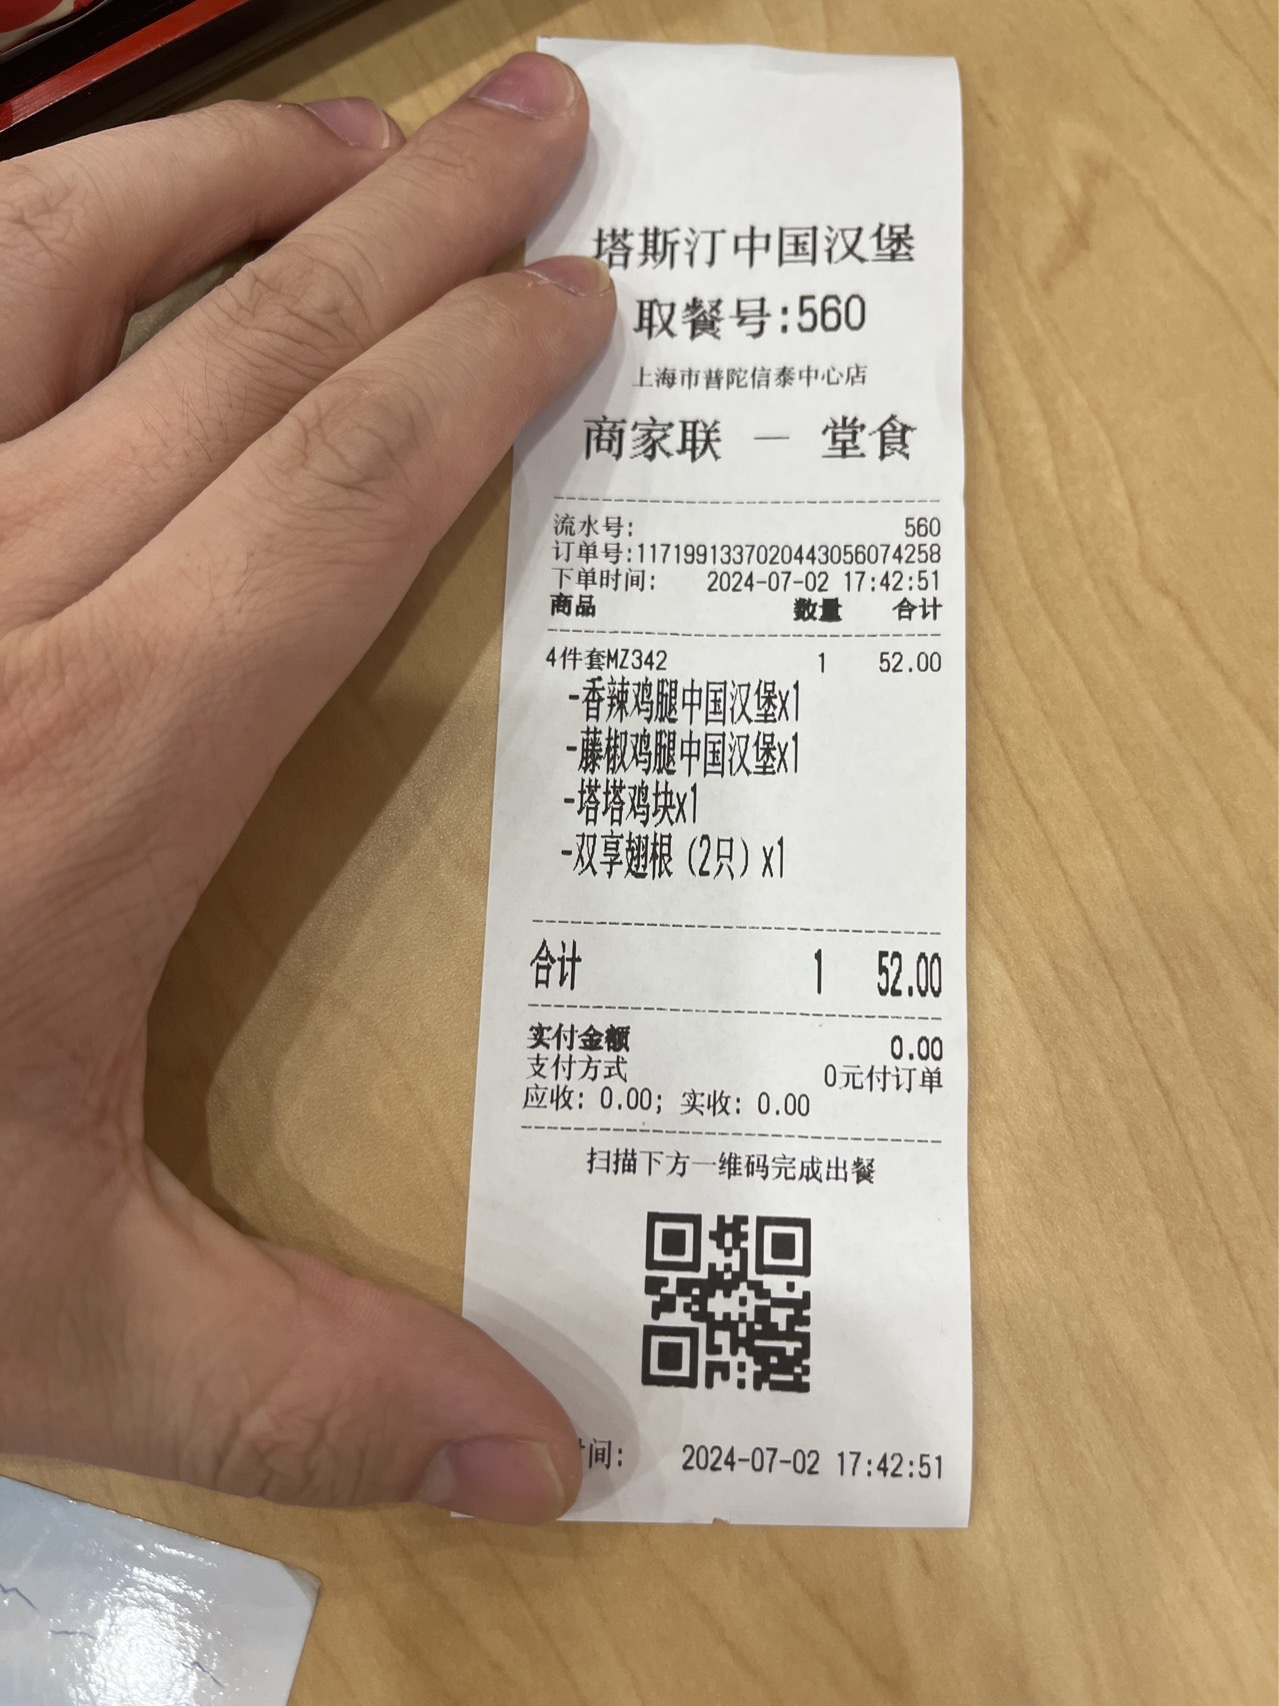 塔斯汀中国汉堡
取餐号:560
上海市普陀信泰中心店
商家联 — 堂食
流水号: 560
订单号:1171991337020443056074258
下单时间: 2024-07-02 17:42:51
商品 数量 合计
4件套MZ342 1 52.00
-香辣鸡腿中国汉堡x1
-藤椒鸡腿中国汉堡x1
-塔塔鸡块x1
-双享翅根（2只）x1
合计 1 52.00
实付金额 0.00
支付方式 0元付订单
应收: 0.00; 实收: 0.00
扫描下方一维码完成出餐
间: 2024-07-02 17:42:51